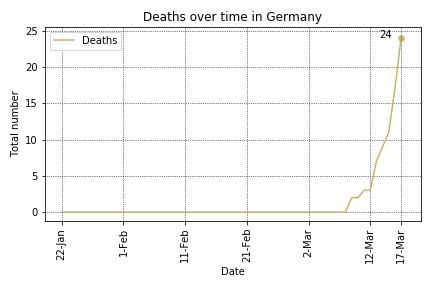 Deaths over time in Germany
Deaths
24
25
20
15
10
5
0
Total number
22-Jan
1-Feb
11-Feb
21-Feb
2-Mar
12-Mar
17-Mar
Date